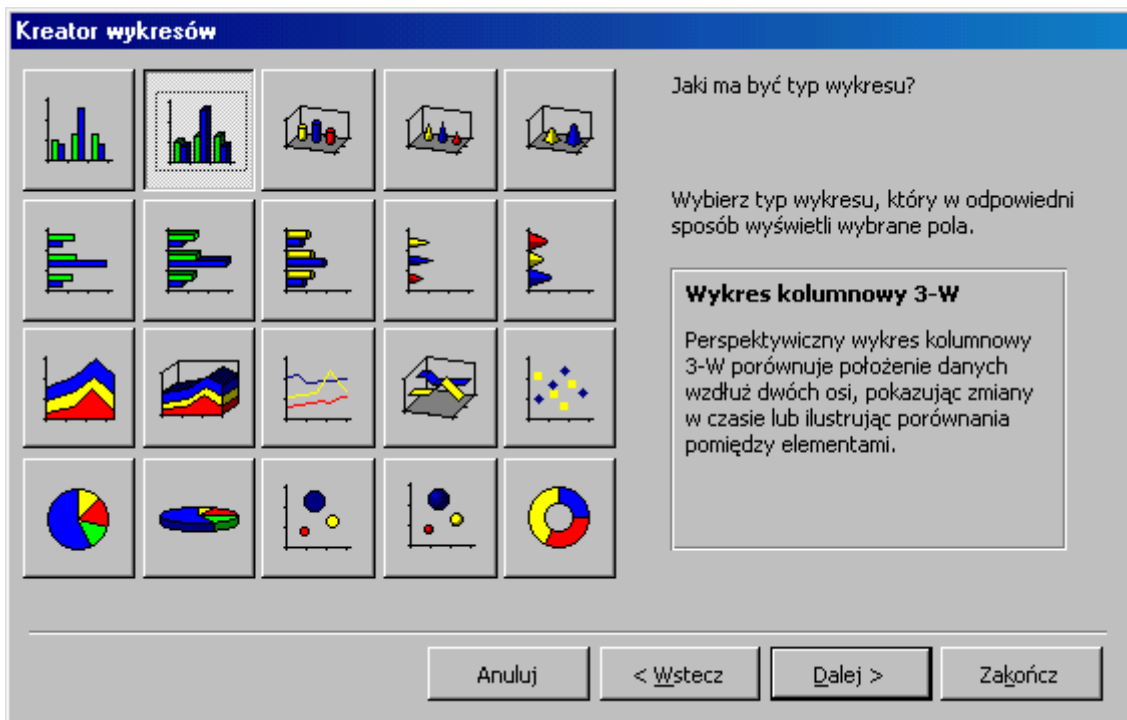 Kreator wykresów
Jaki ma być typ wykresu?
Wybierz typ wykresu, który w odpowiedni
sposób wyświetli wybrane pola.
Wykres kolumnowy 3-W
Perspektywiczny wykres kolumnowy
3-W porównuje położenie danych
wzdłuż dwóch osi, pokazując zmiany
w czasie lub ilustrując porównania
pomiędzy elementami.
Anuluj
< Wstecz
Dalej >
Zakończ